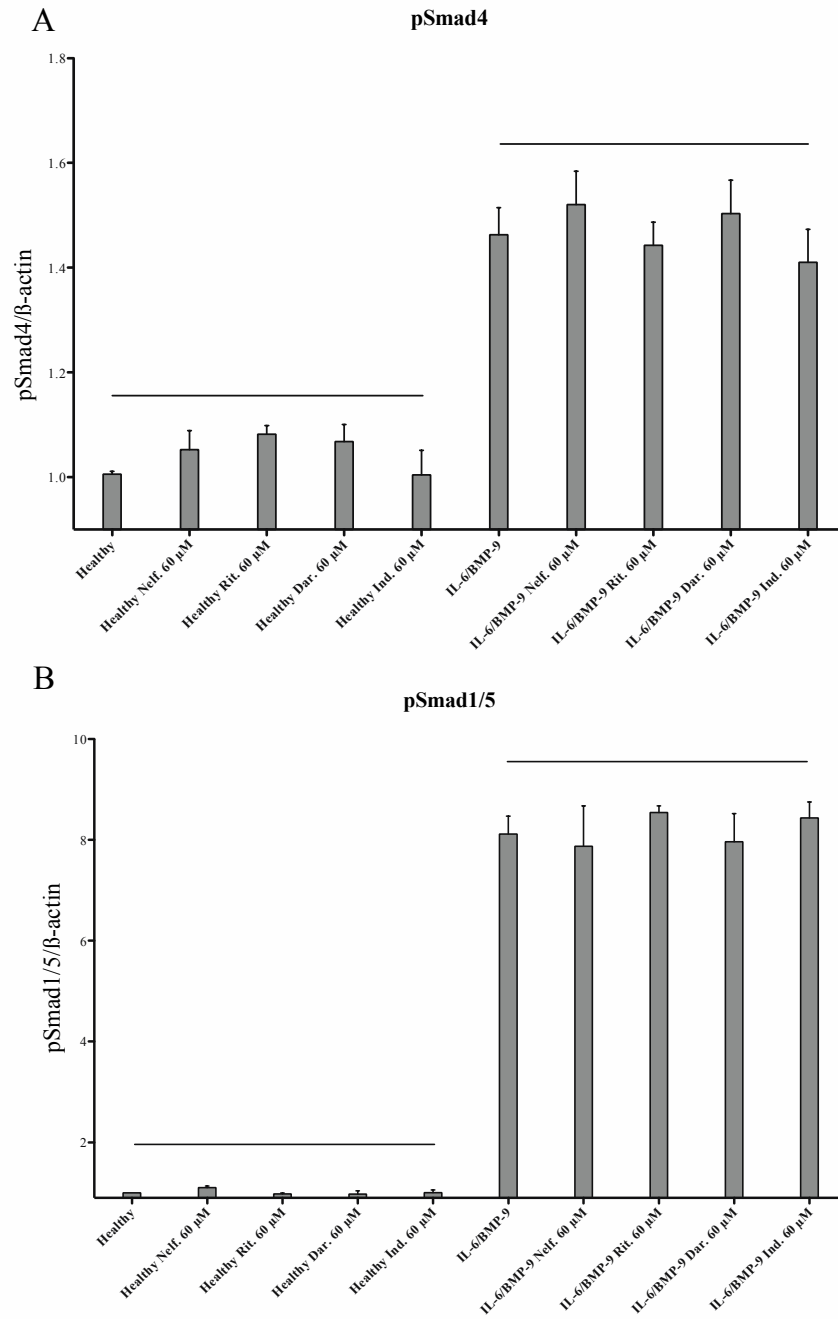 A
pSmad4
1.8
1.6
1.4
1.2
1.0
pSmad4/ß-actin
Healthy
Healthy Nelf. 60 µM
Healthy Rit. 60 µM
Healthy Dar. 60 µM
Healthy Ind. 60 µM
IL-6/BMP-9
IL-6/BMP-9 Nelf. 60 µM
IL-6/BMP-9 Rit. 60 µM
IL-6/BMP-9 Dar. 60 µM
IL-6/BMP-9 Ind. 60 µM
B
pSmad1/5
10
8
6
4
2
pSmad1/5/ß-actin
Healthy
Healthy Nelf. 60 µM
Healthy Rit. 60 µM
Healthy Dar. 60 µM
Healthy Ind. 60 µM
IL-6/BMP-9
IL-6/BMP-9 Nelf. 60 µM
IL-6/BMP-9 Rit. 60 µM
IL-6/BMP-9 Dar. 60 µM
IL-6/BMP-9 Ind. 60 µM